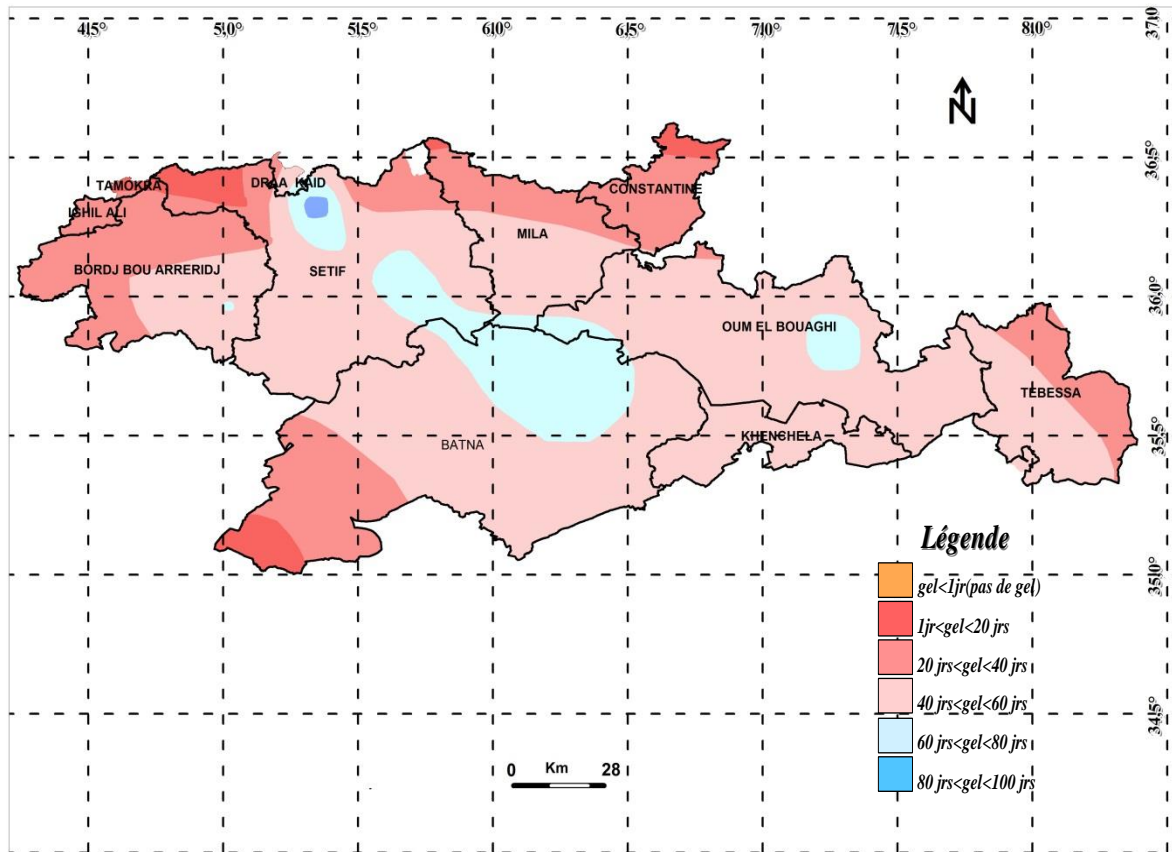 4.5° 5.0° 5.5° 6.0° 6.5° 7.0° 7.5° 8.0°
37.0
N
36.5°
TAMOKRA
DRAA KAID
CONSTANTINE
IGHIL ALI
MILA
BORDJ BOU ARRERIDJ
SETIF
36.0°
OUM EL BOUAGHI
TEBESSA
KHENCHELA
BATNA
35.5°
Légende
35.0°
gel<1jr(pas de gel)
1jr<gel<20 jrs
20 jrs<gel<40 jrs
40 jrs<gel<60 jrs
34.5°
60 jrs<gel<80 jrs
80 jrs<gel<100 jrs
0 Km 28